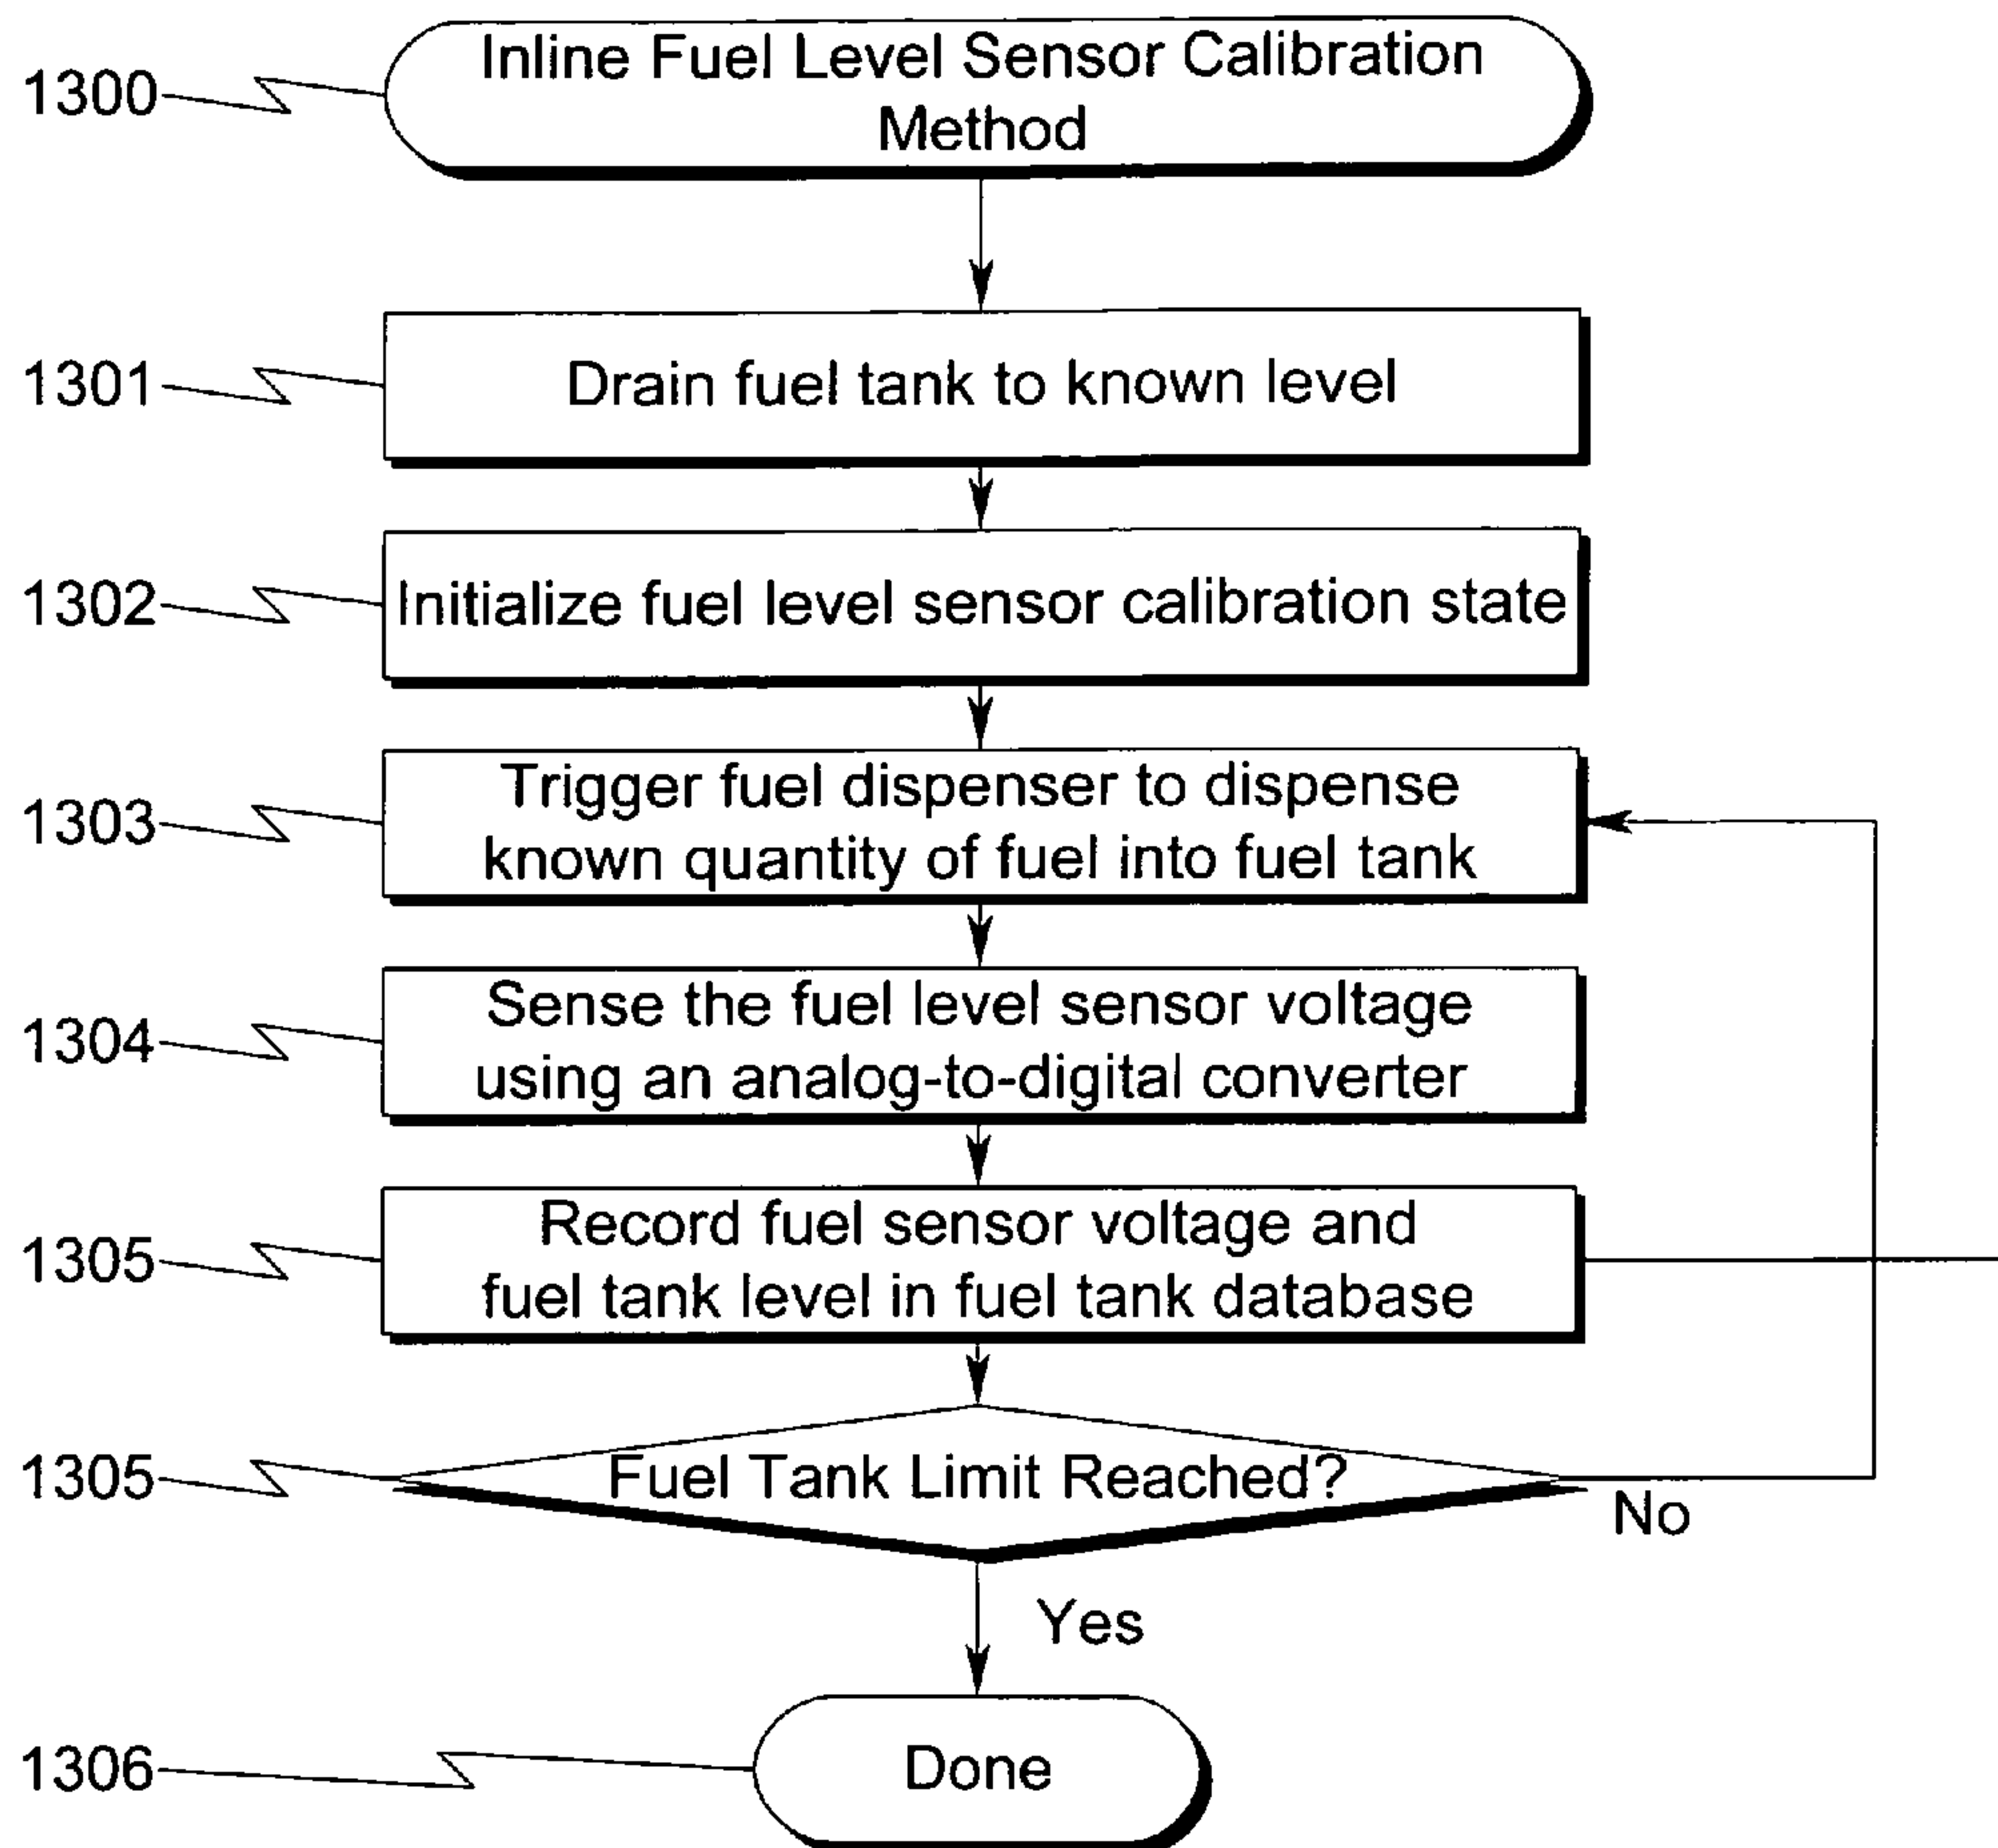 1300
Inline Fuel Level Sensor Calibration
Method
1301
Drain fuel tank to known level
1302
Initialize fuel level sensor calibration state
1303
Trigger fuel dispenser to dispense
known quantity of fuel into fuel tank
1304
Sense the fuel level sensor voltage
using an analog-to-digital converter
1305
Record fuel sensor voltage and
fuel tank level in fuel tank database
1305
Fuel Tank Limit Reached?
No
Yes
1306
Done